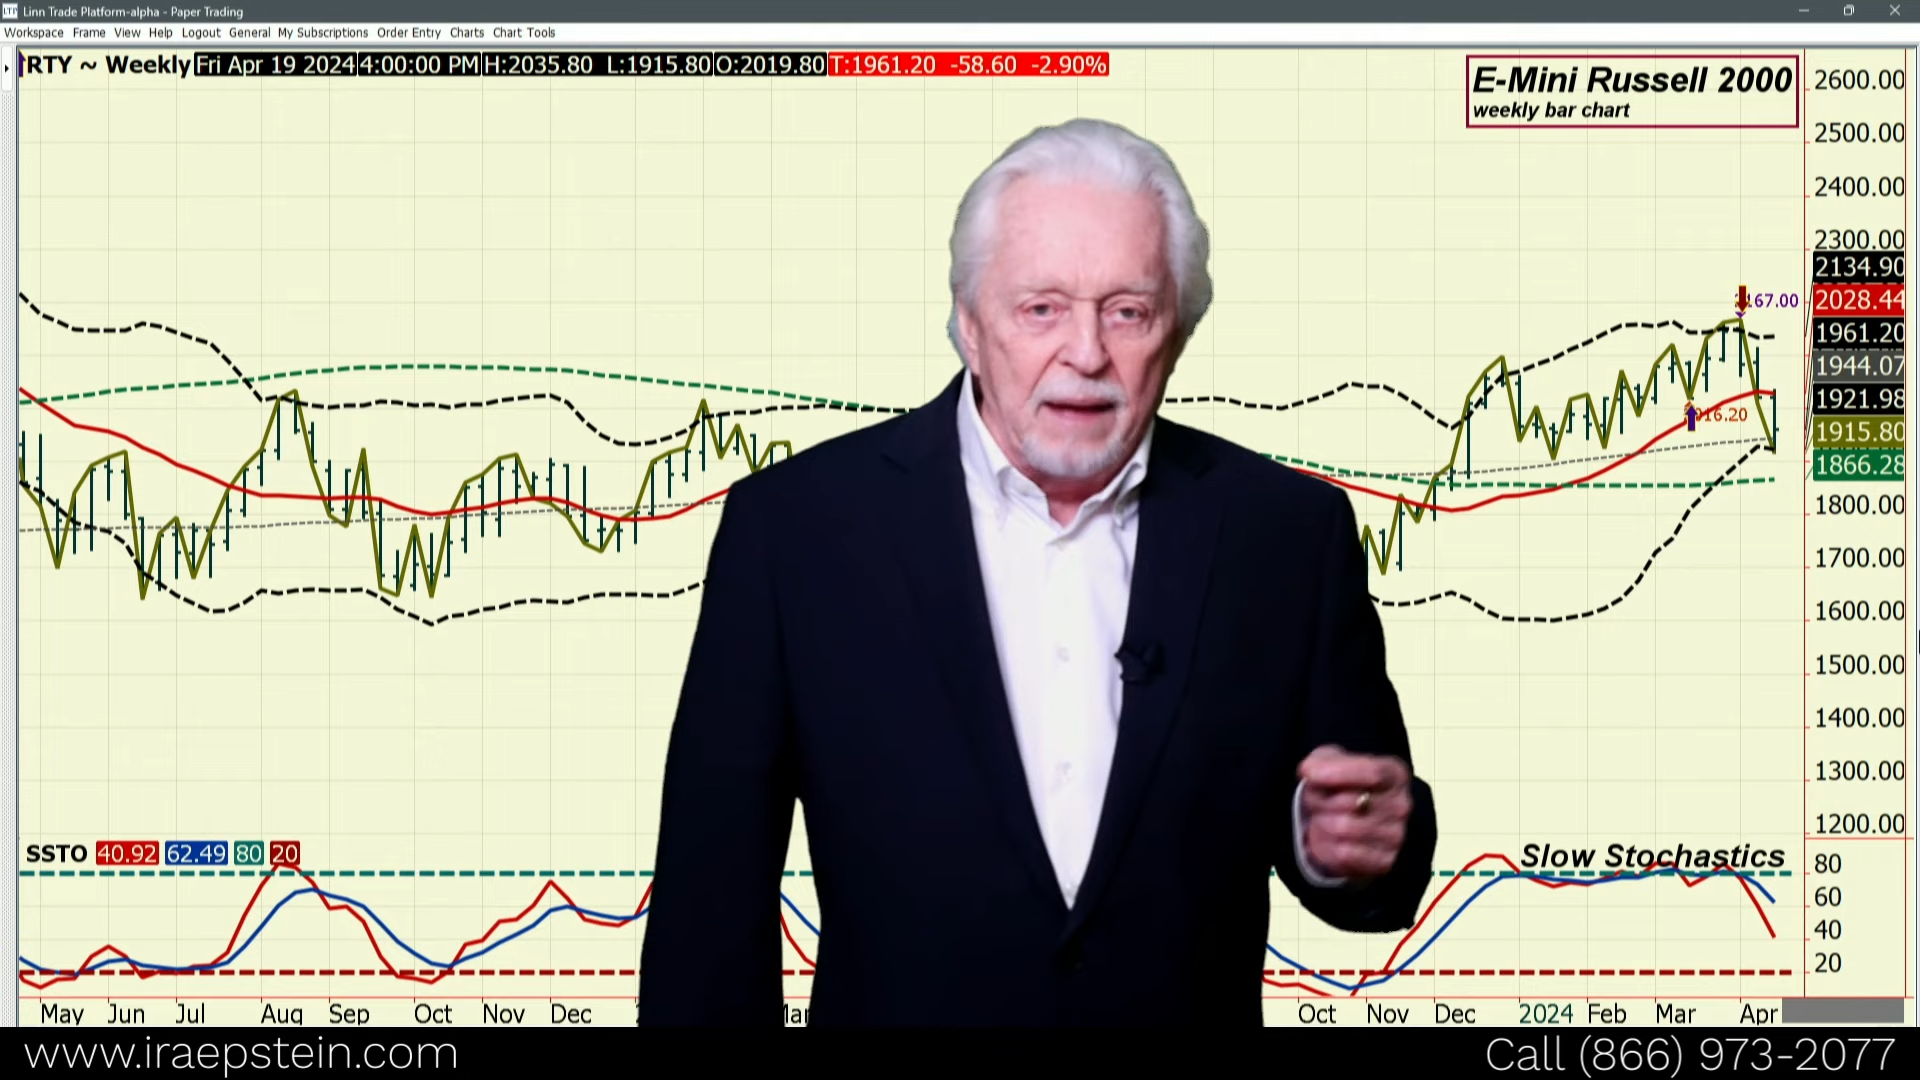 LTP Linn Trade Platform-alpha - Paper Trading
Workspace Frame View Help Logout General My Subscriptions Order Entry Charts Chart Tools
RTY ~ Weekly Fri Apr 19 2024 4:00:00 PM H:2035.80 L:1915.80 O:2019.80 T:1961.20 -58.60 -2.90%
E-Mini Russell 2000
weekly bar chart
2600.00
2500.00
2400.00
2300.00
2134.90
2028.44
1961.20
1944.07
1921.98
1915.80
1866.28
1800.00
1700.00
1600.00
1500.00
1400.00
1300.00
1200.00
SSTO 40.92 62.49 80 20
Slow Stochastics
80
60
40
20
May Jun Jul Aug Sep Oct Nov Dec Oct Nov Dec 2024 Feb Mar Apr
www.iraepstein.com
Call (866) 973-2077